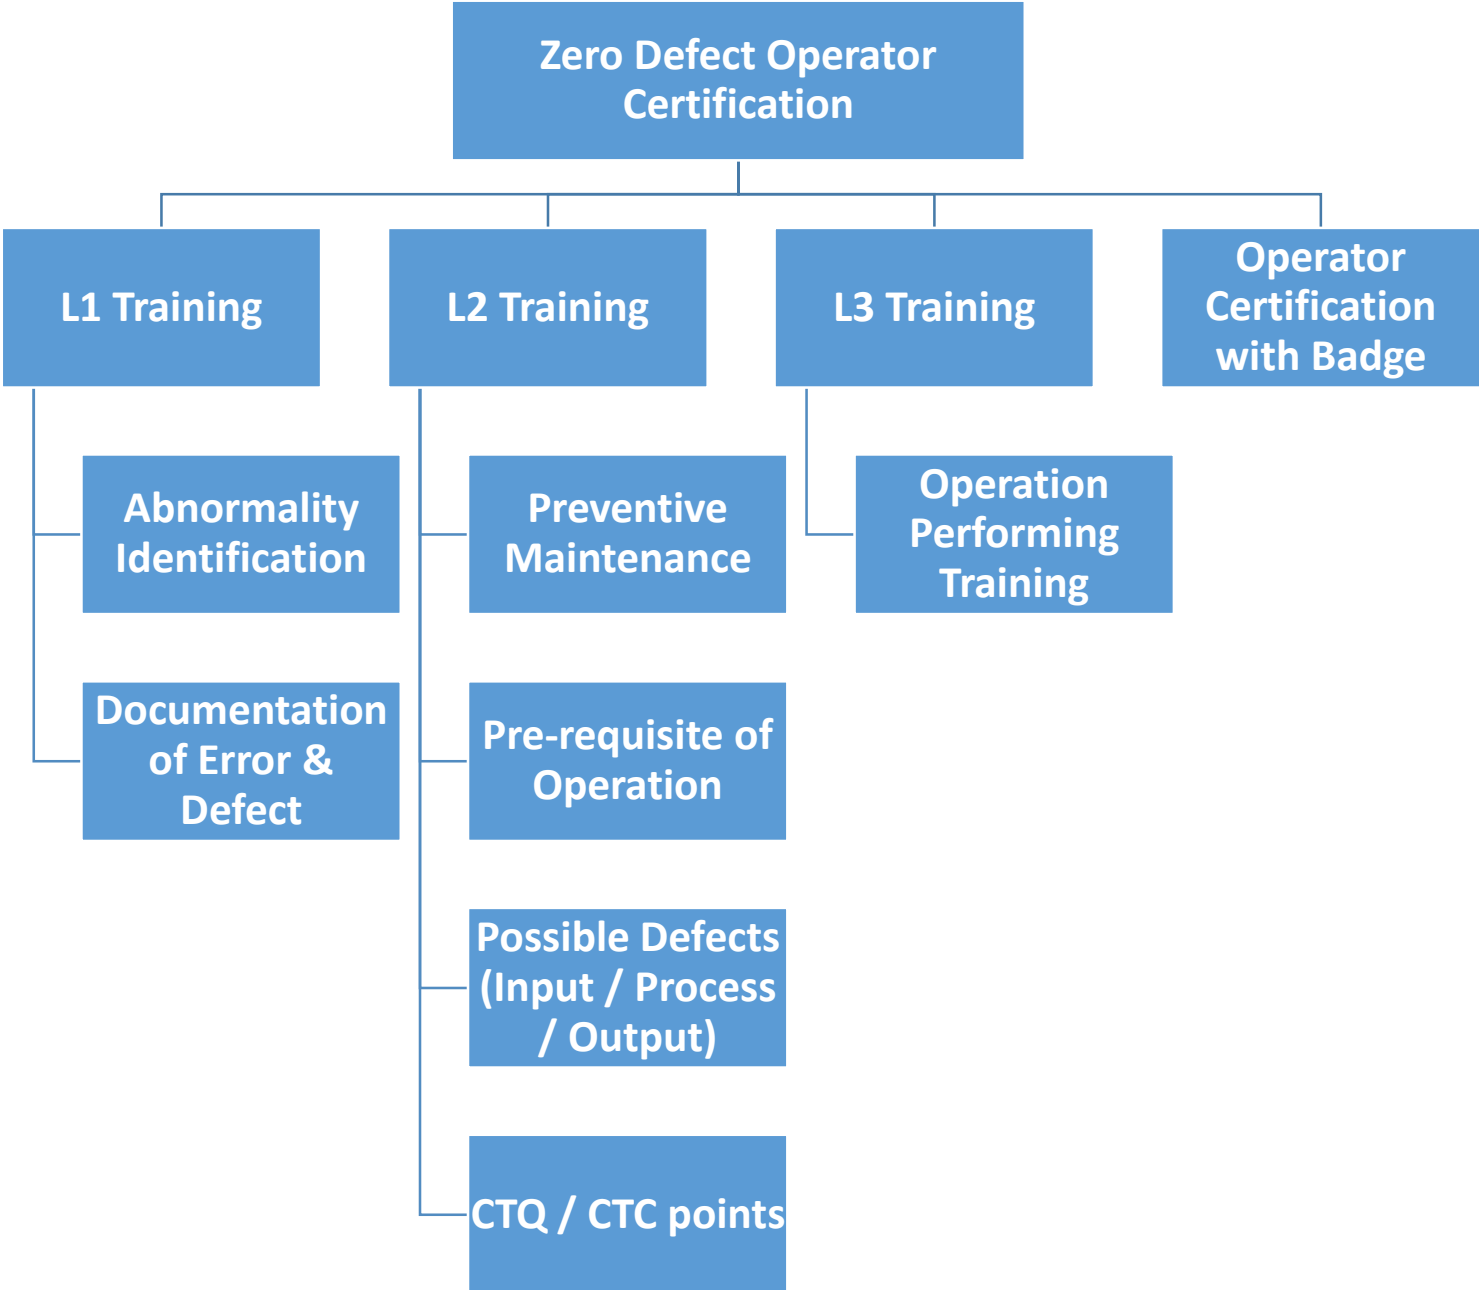 Zero Defect Operator
Certification
L1 Training
L2 Training
L3 Training
Operator
Certification
with Badge
Abnormality
Identification
Documentation
of Error &
Defect
Preventive
Maintenance
Pre-requisite of
Operation
Possible Defects
(Input / Process
/ Output)
CTQ / CTC points
Operation
Performing
Training